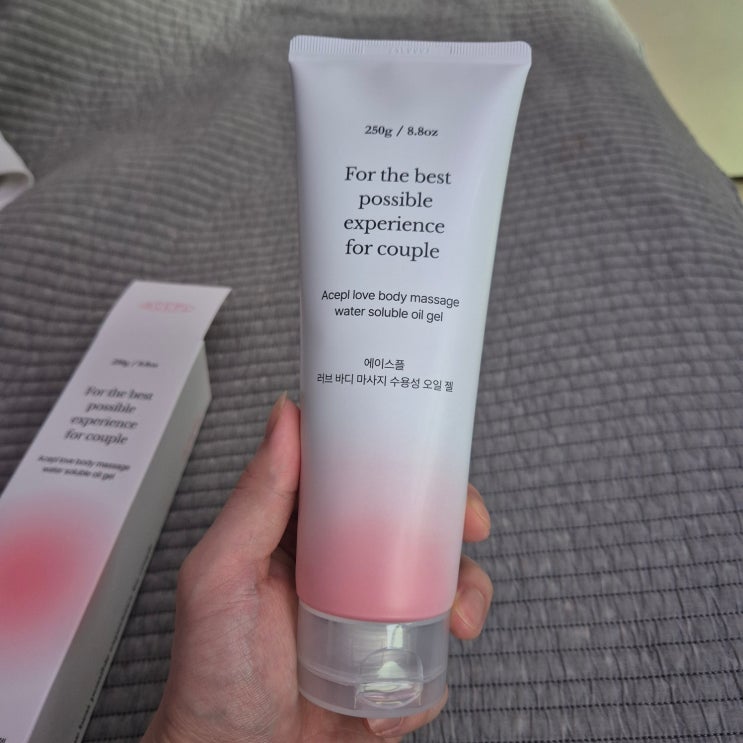 250g / 8.8oz
For the best
possible
experience
for couple
Acepl love body massage
water soluble oil gel
에이스플
러브 바디 마사지 수용성 오일 젤
250g / 8.8oz
For the best
possible
experience
for couple
Acepl love body massage
water soluble oil gel